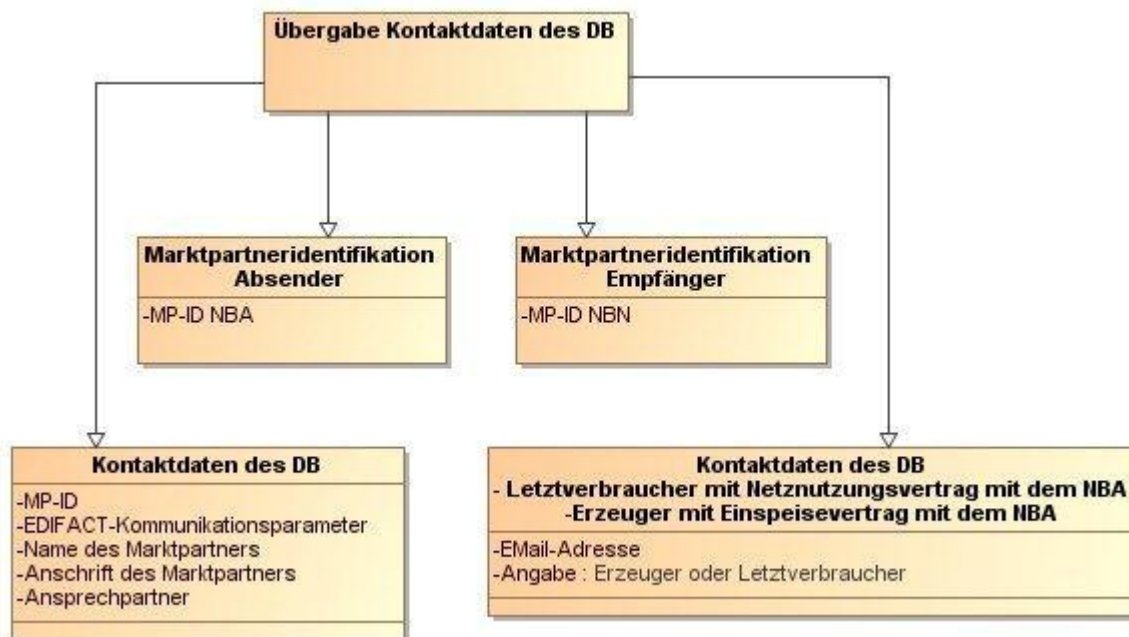 Übergabe Kontaktdaten des DB
Marktpartneridentifikation
Absender
-MP-ID NBA
Marktpartneridentifikation
Empfänger
-MP-ID NBN
Kontaktdaten des DB
-MP-ID
-EDIFACT-Kommunikationsparameter
-Name des Marktpartners
-Anschrift des Marktpartners
-Ansprechpartner
Kontaktdaten des DB
- Letztverbraucher mit Netznutzungsvertrag mit dem NBA
-Erzeuger mit Einspeisevertrag mit dem NBA
-EMail-Adresse
-Angabe : Erzeuger oder Letztverbraucher